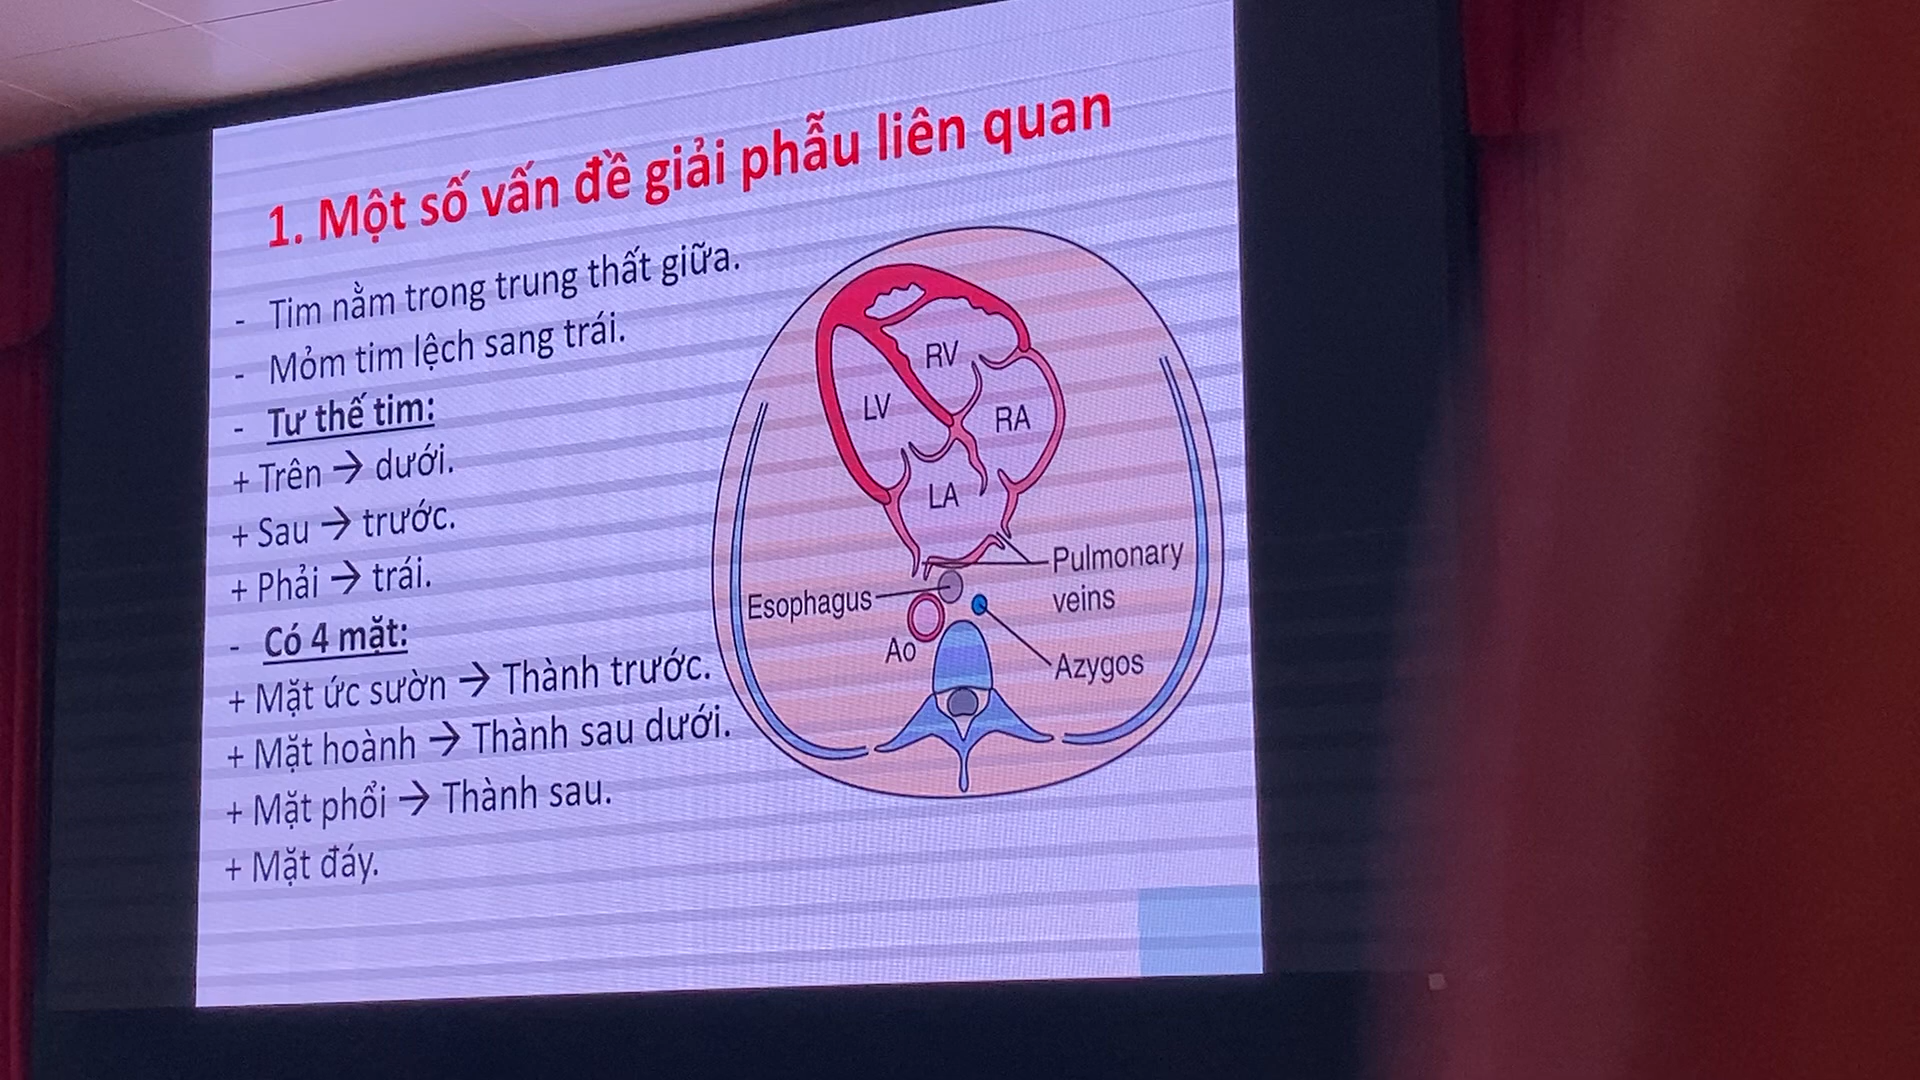 1. Một số vấn đề giải phẫu liên quan
- Tim nằm trong trung thất giữa.
- Mỏm tim lệch sang trái.
- Tư thế tim:
+ Trên → dưới.
+ Sau → trước.
+ Phải → trái.
- Có 4 mặt:
+ Mặt ức sườn → Thành trước.
+ Mặt hoành → Thành sau dưới.
+ Mặt phổi → Thành sau.
+ Mặt đáy.
RV
LV
RA
LA
Pulmonary
veins
Esophagus
Ao
Azygos